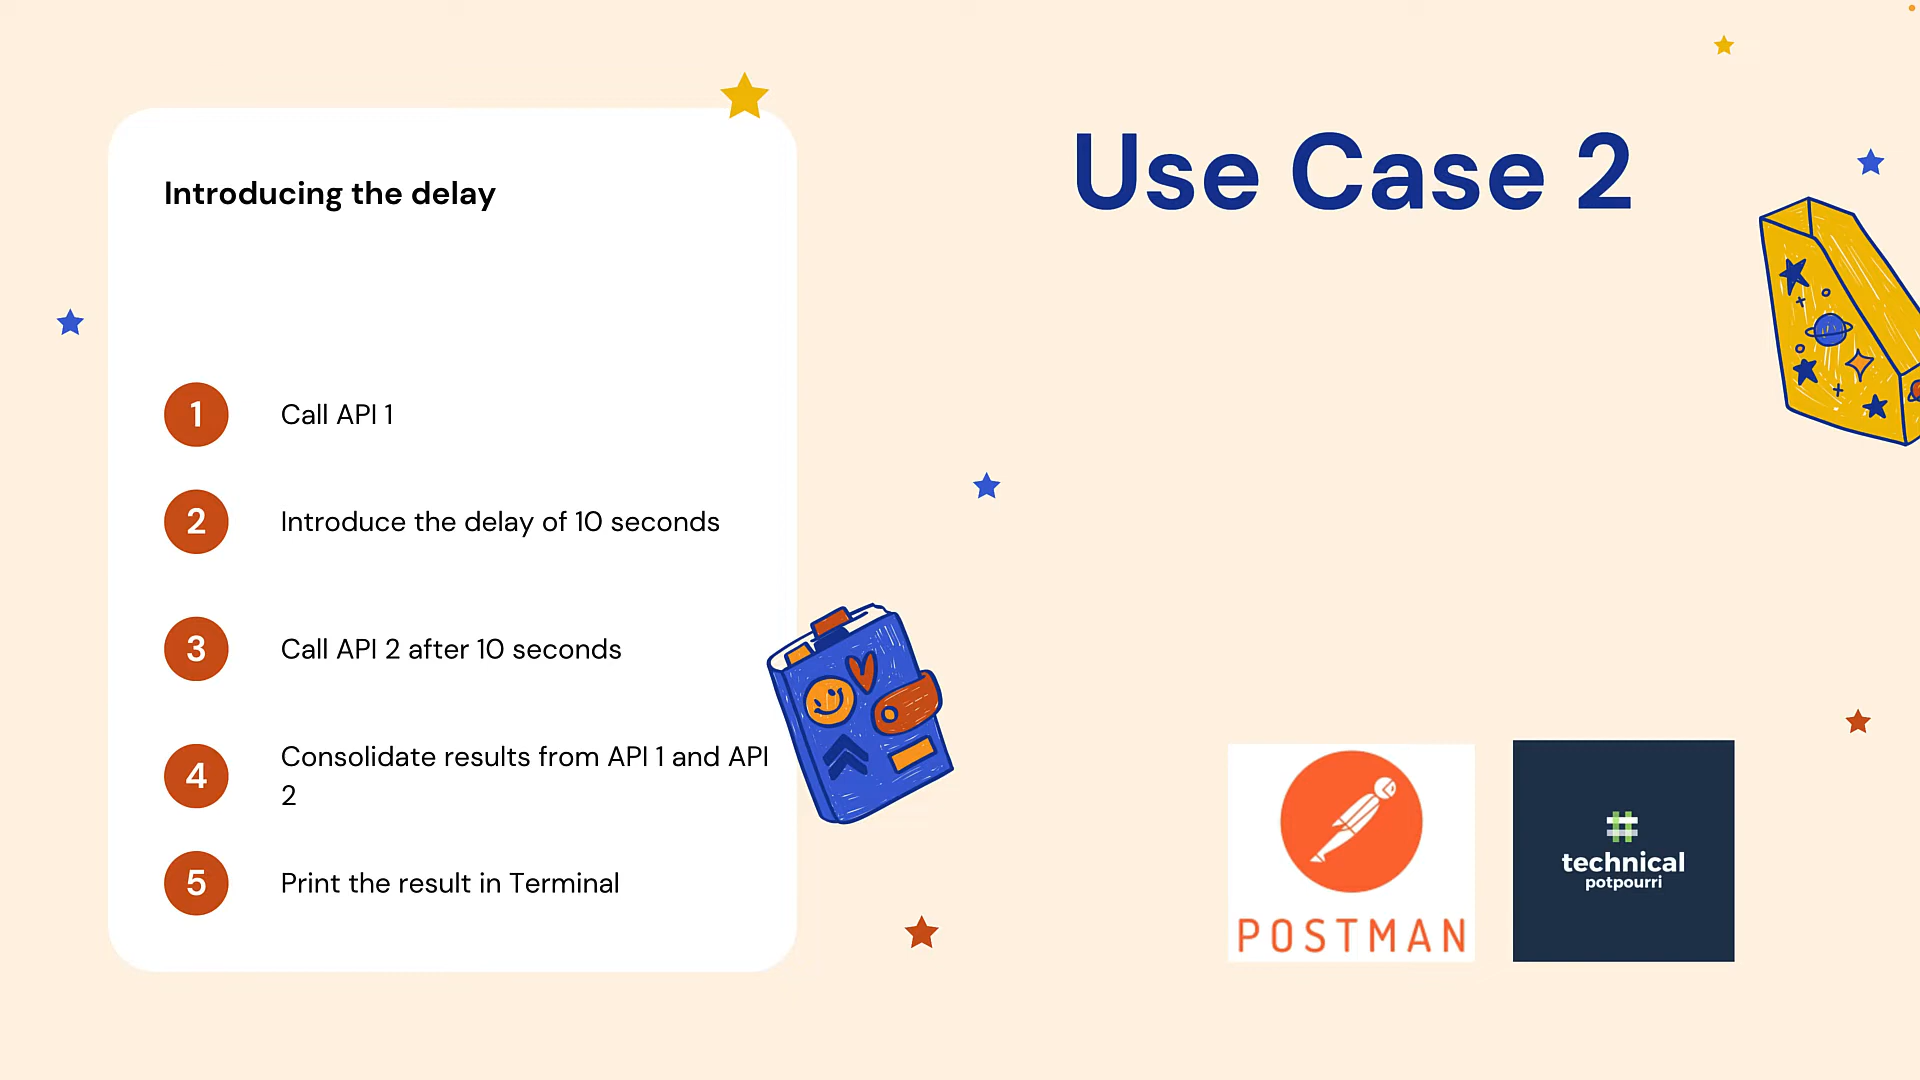 Use Case 2
Introducing the delay
1 Call API 1
2 Introduce the delay of 10 seconds
3 Call API 2 after 10 seconds
4 Consolidate results from API 1 and API
2
5 Print the result in Terminal
POSTMAN
technical
potpourri